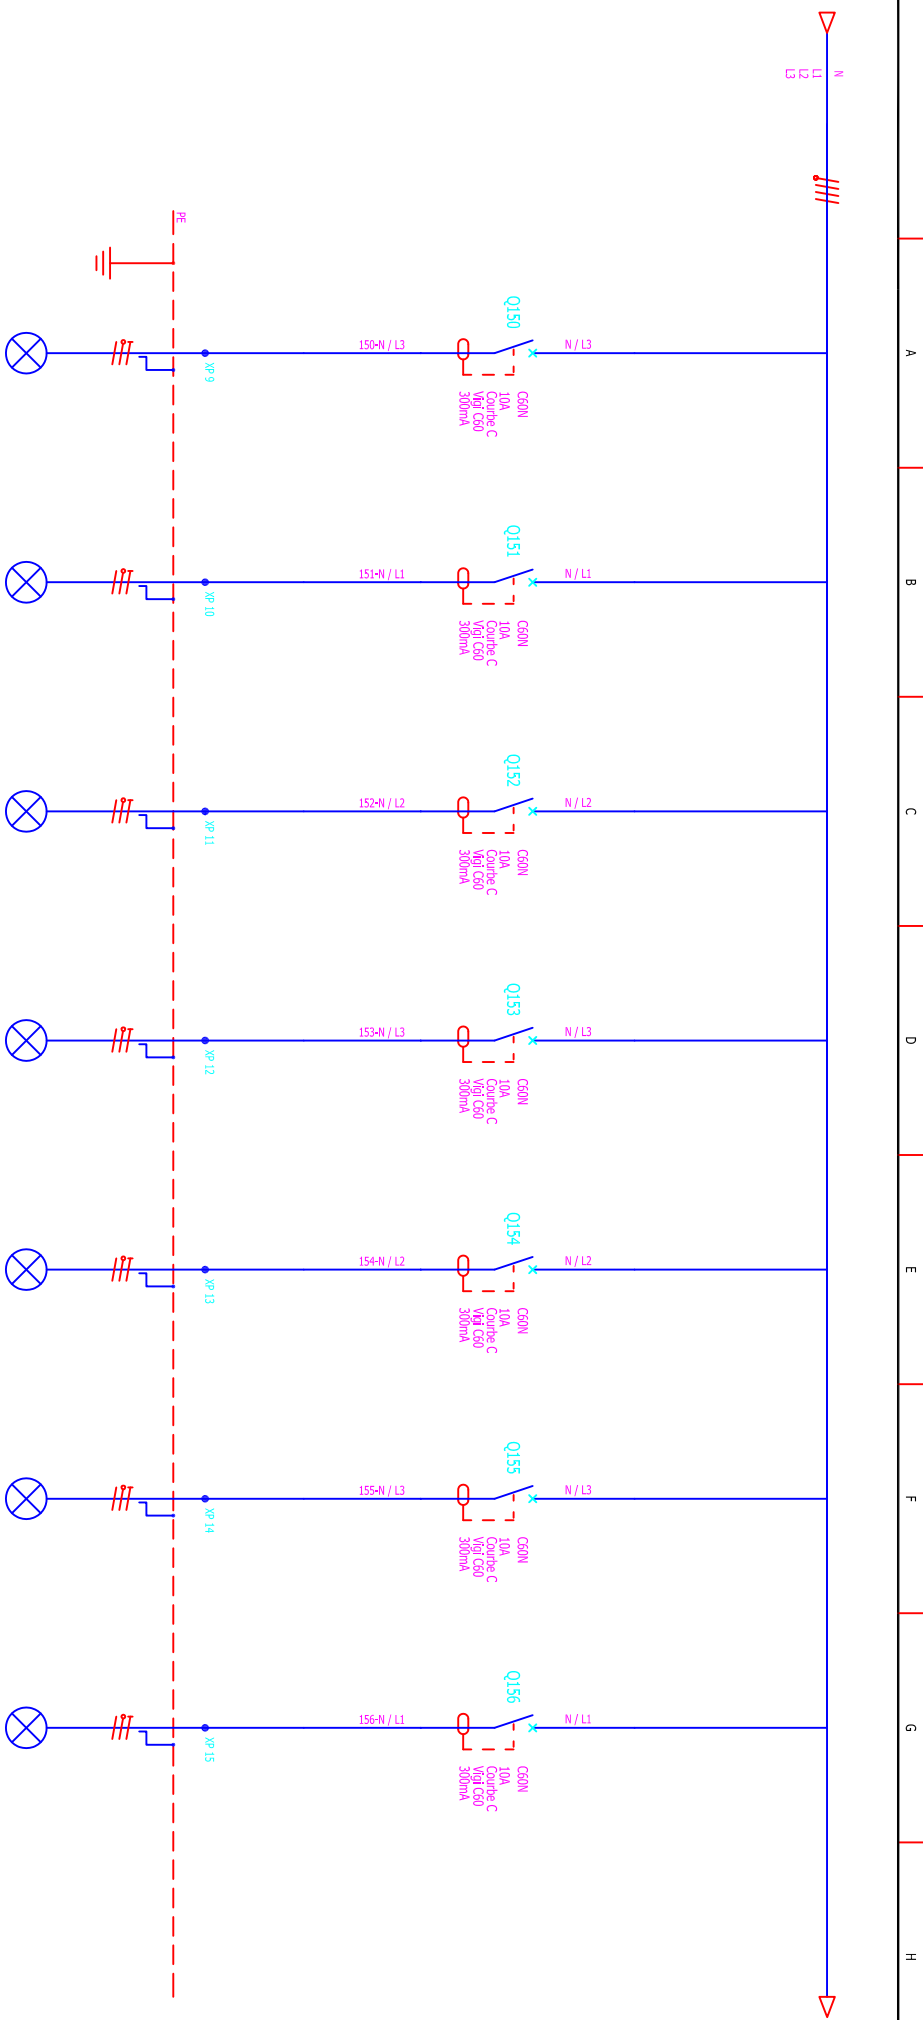 N
L1
L2
L3
PE
A
Q150
N / L3
150-N / L3
C60N
10A
Courbe C
Vigi C60
300mA
XP 9
B
Q151
N / L1
151-N / L1
C60N
10A
Courbe C
Vigi C60
300mA
XP 10
C
Q152
N / L2
152-N / L2
C60N
10A
Courbe C
Vigi C60
300mA
XP 11
D
Q153
N / L3
153-N / L3
C60N
10A
Courbe C
Vigi C60
300mA
XP 12
E
Q154
N / L2
154-N / L2
C60N
10A
Courbe C
Vigi C60
300mA
XP 13
F
Q155
N / L3
155-N / L3
C60N
10A
Courbe C
Vigi C60
300mA
XP 14
G
Q156
N / L1
156-N / L1
C60N
10A
Courbe C
Vigi C60
300mA
XP 15
H